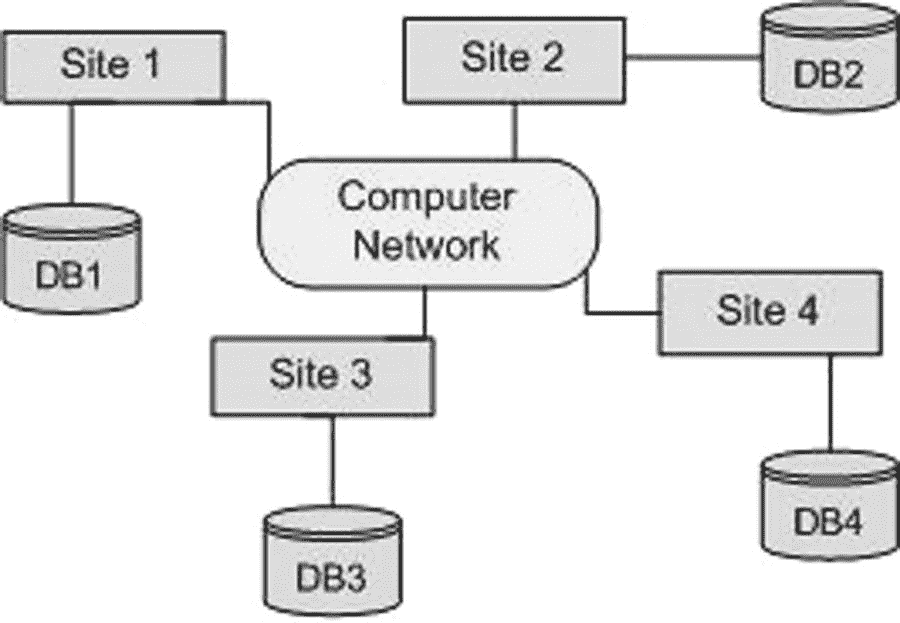 Site 1
Site 2
DB2
Computer
Network
DB1
Site 4
Site 3
DB4
DB3